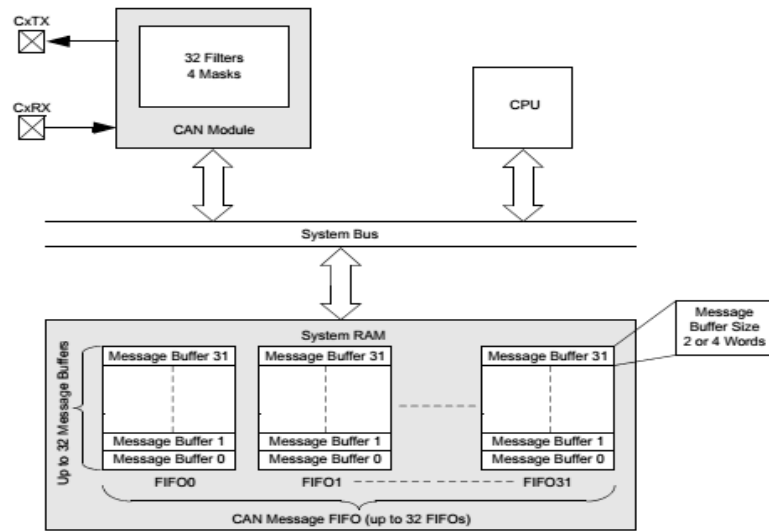 CxTX
32 Filters
4 Masks
CxRX
CAN Module
CPU
System Bus
System RAM
Message
Buffer Size
2 or 4 Words
Up to 32 Message Buffers
Message Buffer 31
Message Buffer 31
Message Buffer 31
Message Buffer 1
Message Buffer 1
Message Buffer 1
Message Buffer 0
Message Buffer 0
Message Buffer 0
FIFO0
FIFO1
FIFO31
CAN Message FIFO (up to 32 FIFOs)